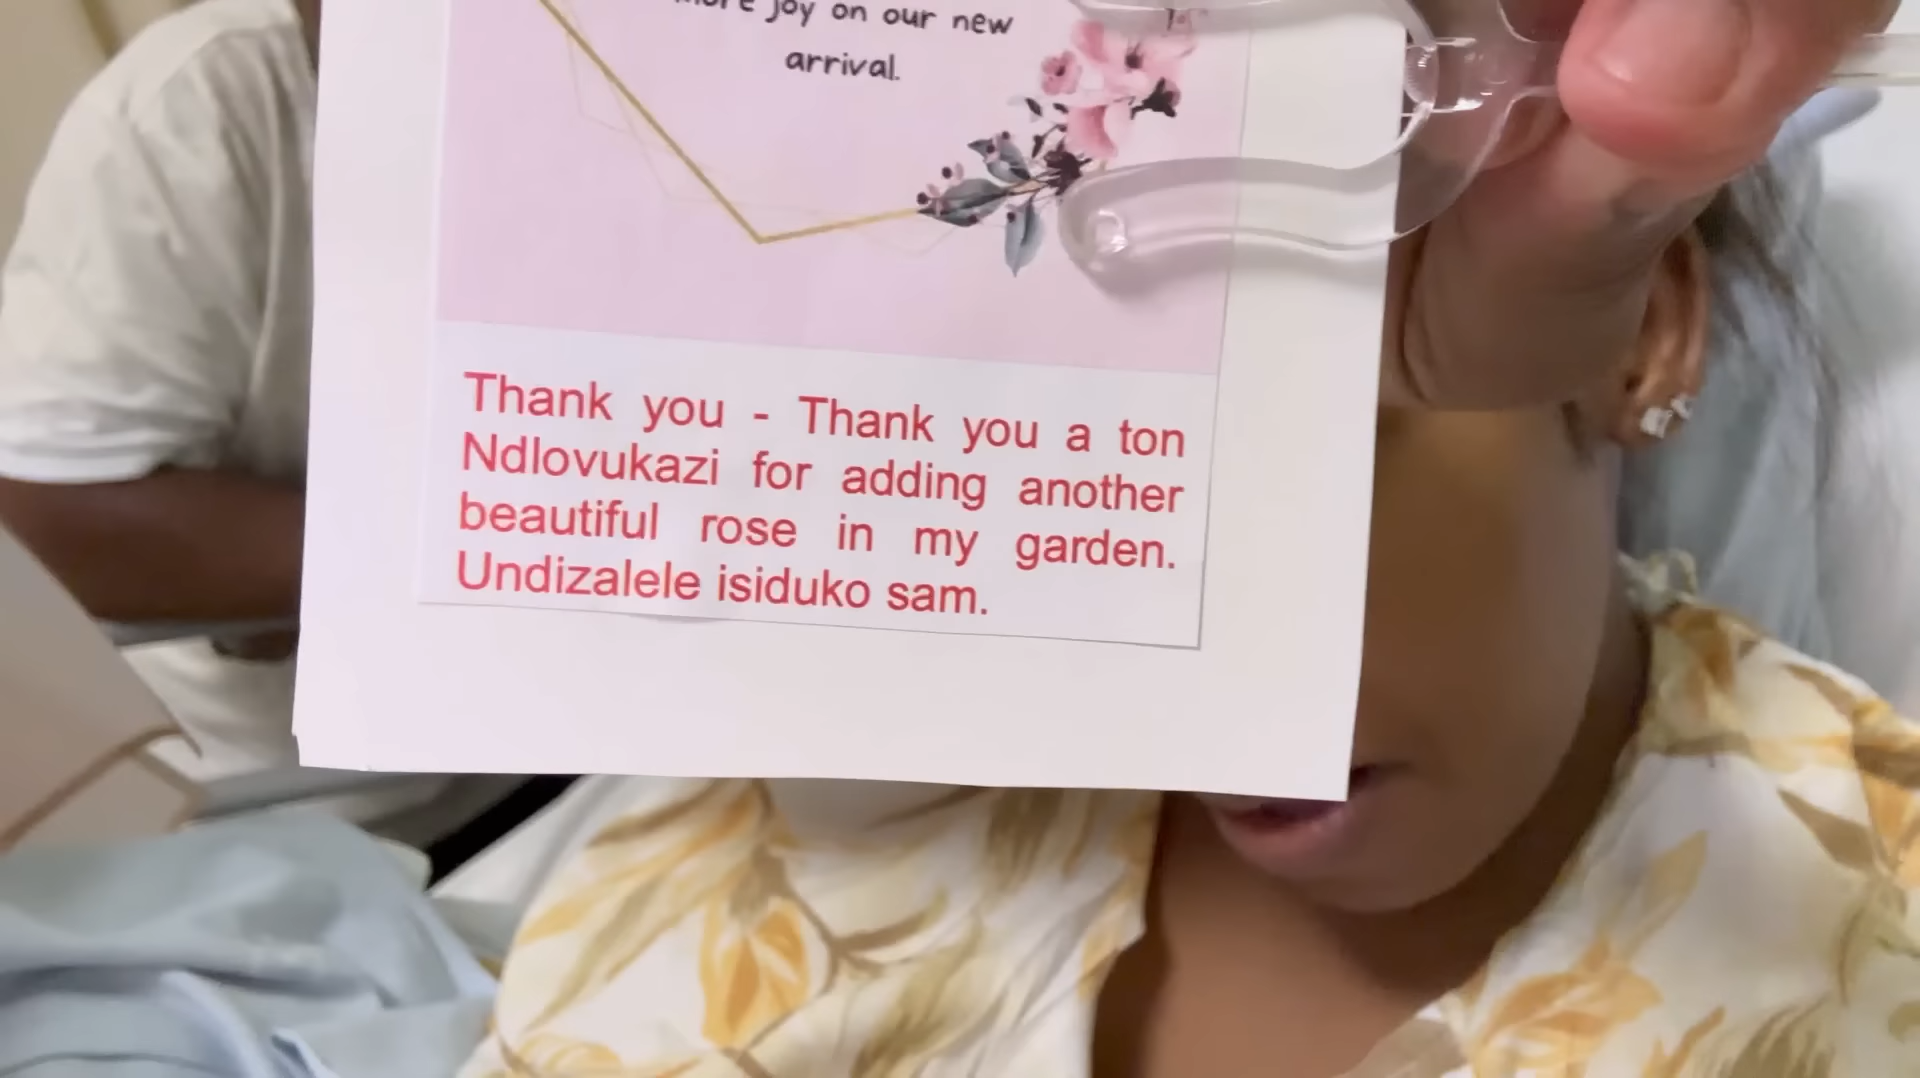 more joy on our new
arrival.
Thank you - Thank you a ton
Ndlovukazi for adding another
beautiful rose in my garden.
Undizalele isiduko sam.